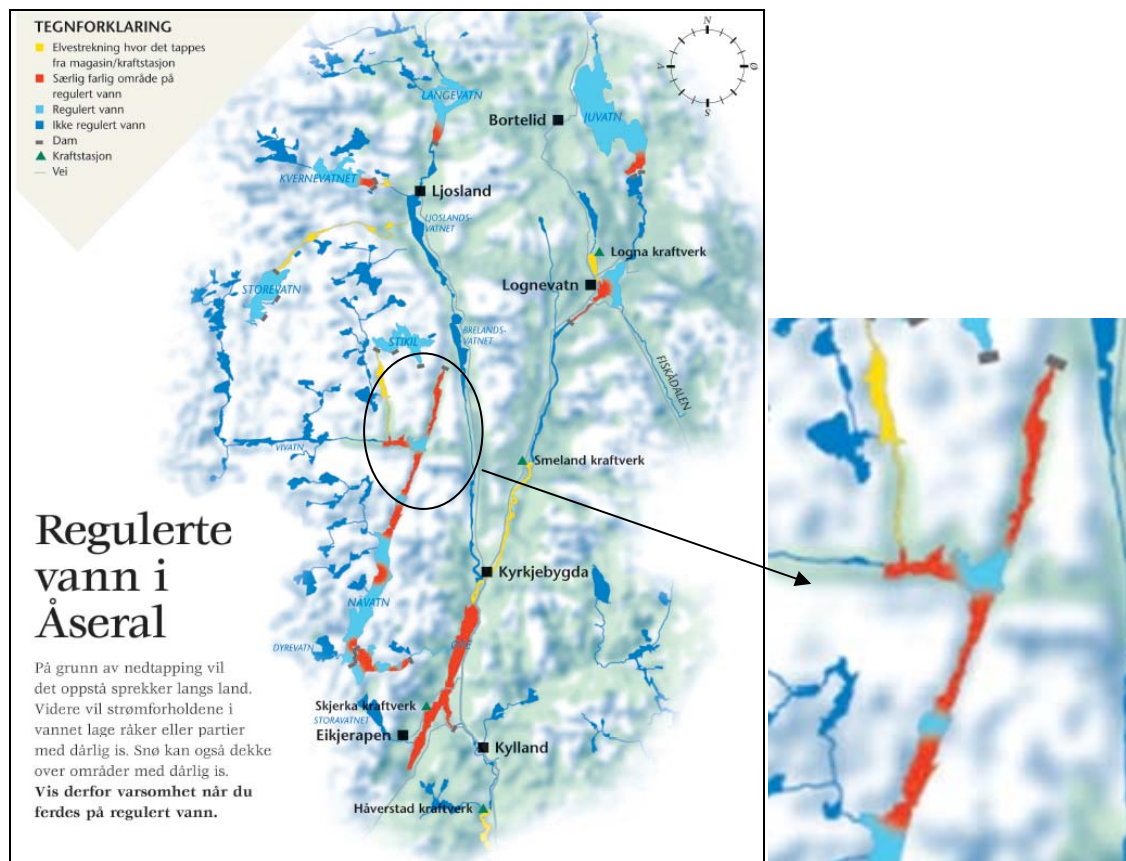 TEGNFORKLARING
Elvestrekning hvor det tappes
fra magasin/kraftstasjon
Særlig farlig område på
regulert vann
Regulert vann
Ikke regulert vann
Dam
Kraftstasjon
Vei
N
V
Ø
S
LANGEVATN
Bortelid
JUVATN
KVERNEVATNET
Ljosland
LJOSLANDS-
VATNET
Logna kraftverk
STOREVATN
Lognevatn
BRELANDS-
VATNET
STIKIL
FISKÅDALEN
VIVATN
Smeland kraftverk
Regulerte
vann i
Åseral
Kyrkjebygda
NÅVATN
DYREVATN
ØRE
På grunn av nedtapping vil
det oppstå sprekker langs land.
Videre vil strømforholdene i
vannet lage råker eller partier
med dårlig is. Snø kan også dekke
over områder med dårlig is.
Vis derfor varsomhet når du
ferdes på regulert vann.
Skjerka kraftverk
STORAVATNET
Eikjerapen
Kylland
Håverstad kraftverk